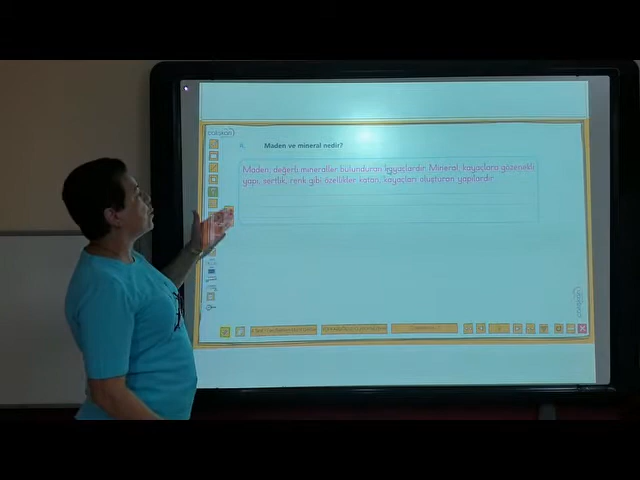 Maden ve mineral nedir?
Maden, değerli mineraller bulunduran kayaçlardır. Mineral, kayaçlara gözenekli
yapı, sertlik, renk gibi özellikler katan, kayaçları oluşturan yapılardır.